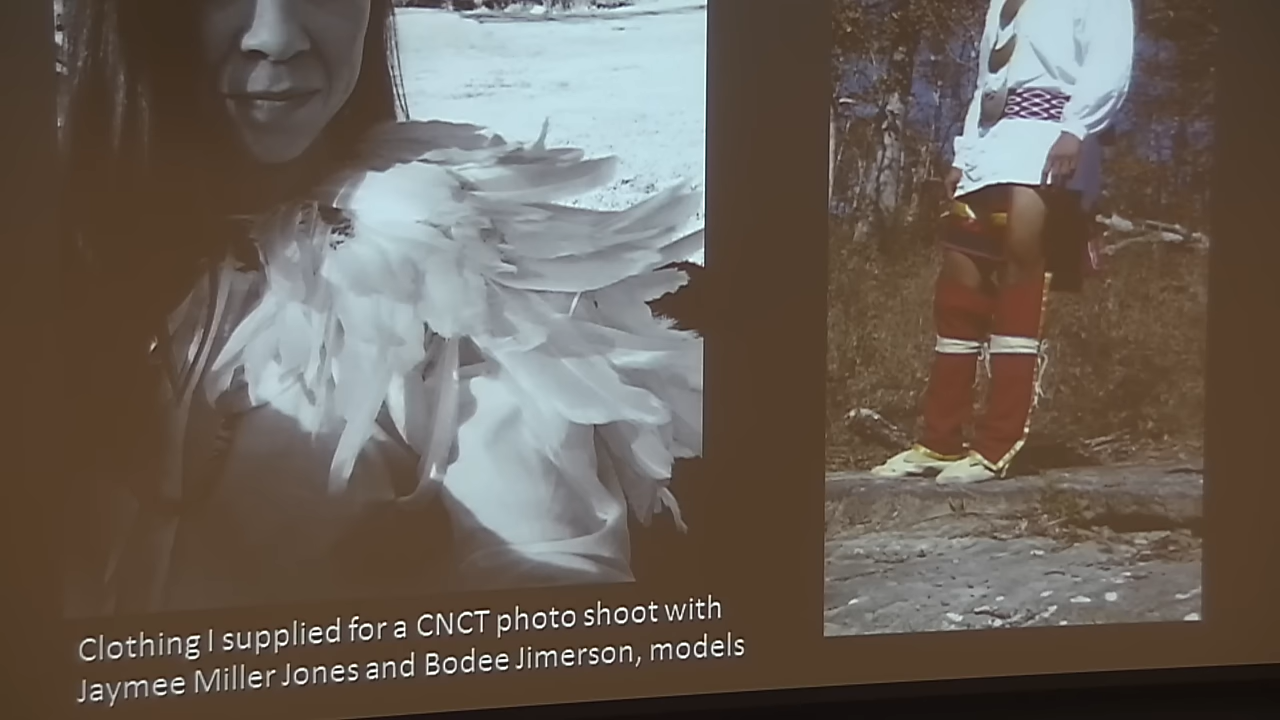 Clothing I supplied for a CNCT photo shoot with
Jaymee Miller Jones and Bodee Jimerson, models